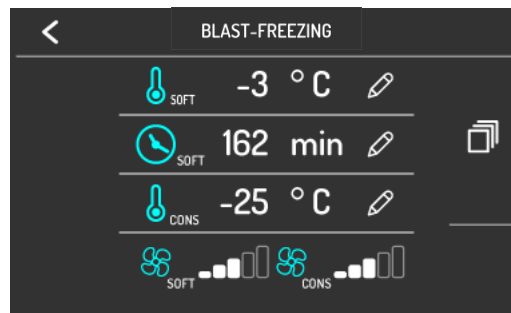 BLAST-FREEZING
SOFT -3 °C
SOFT 162 min
CONS -25 °C
SOFT CONS